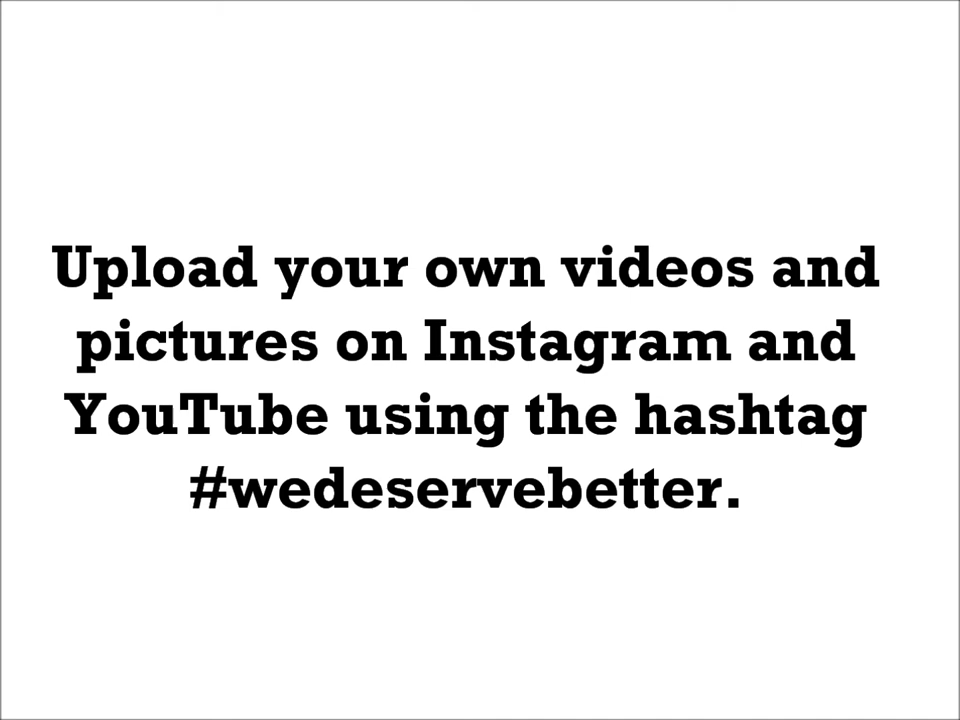 Upload your own videos and
pictures on Instagram and
YouTube using the hashtag
#wedeservebetter.